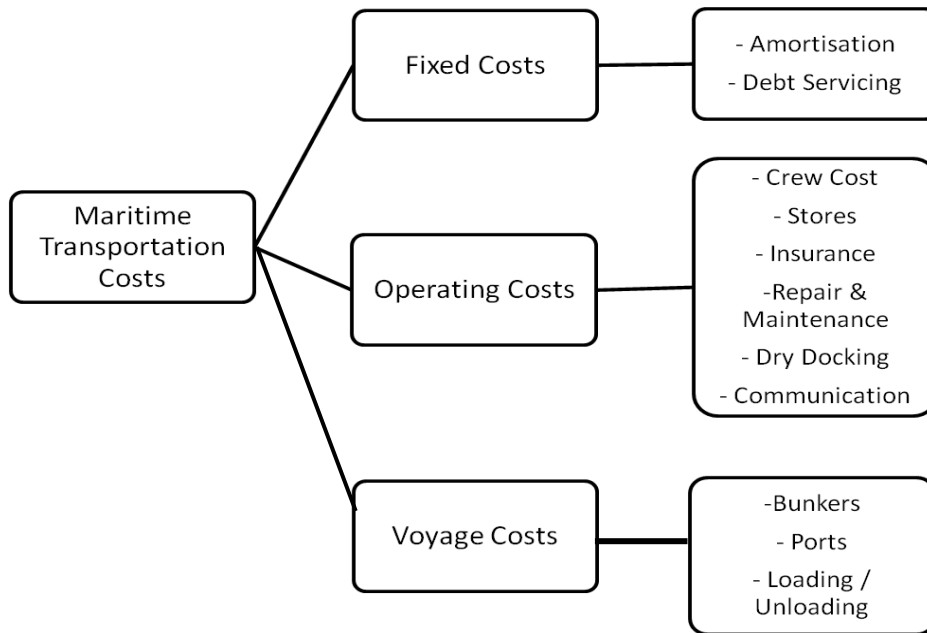 Maritime
Transportation
Costs
Fixed Costs
- Amortisation
- Debt Servicing
Operating Costs
- Crew Cost
- Stores
- Insurance
-Repair &
Maintenance
- Dry Docking
- Communication
Voyage Costs
-Bunkers
- Ports
- Loading /
Unloading